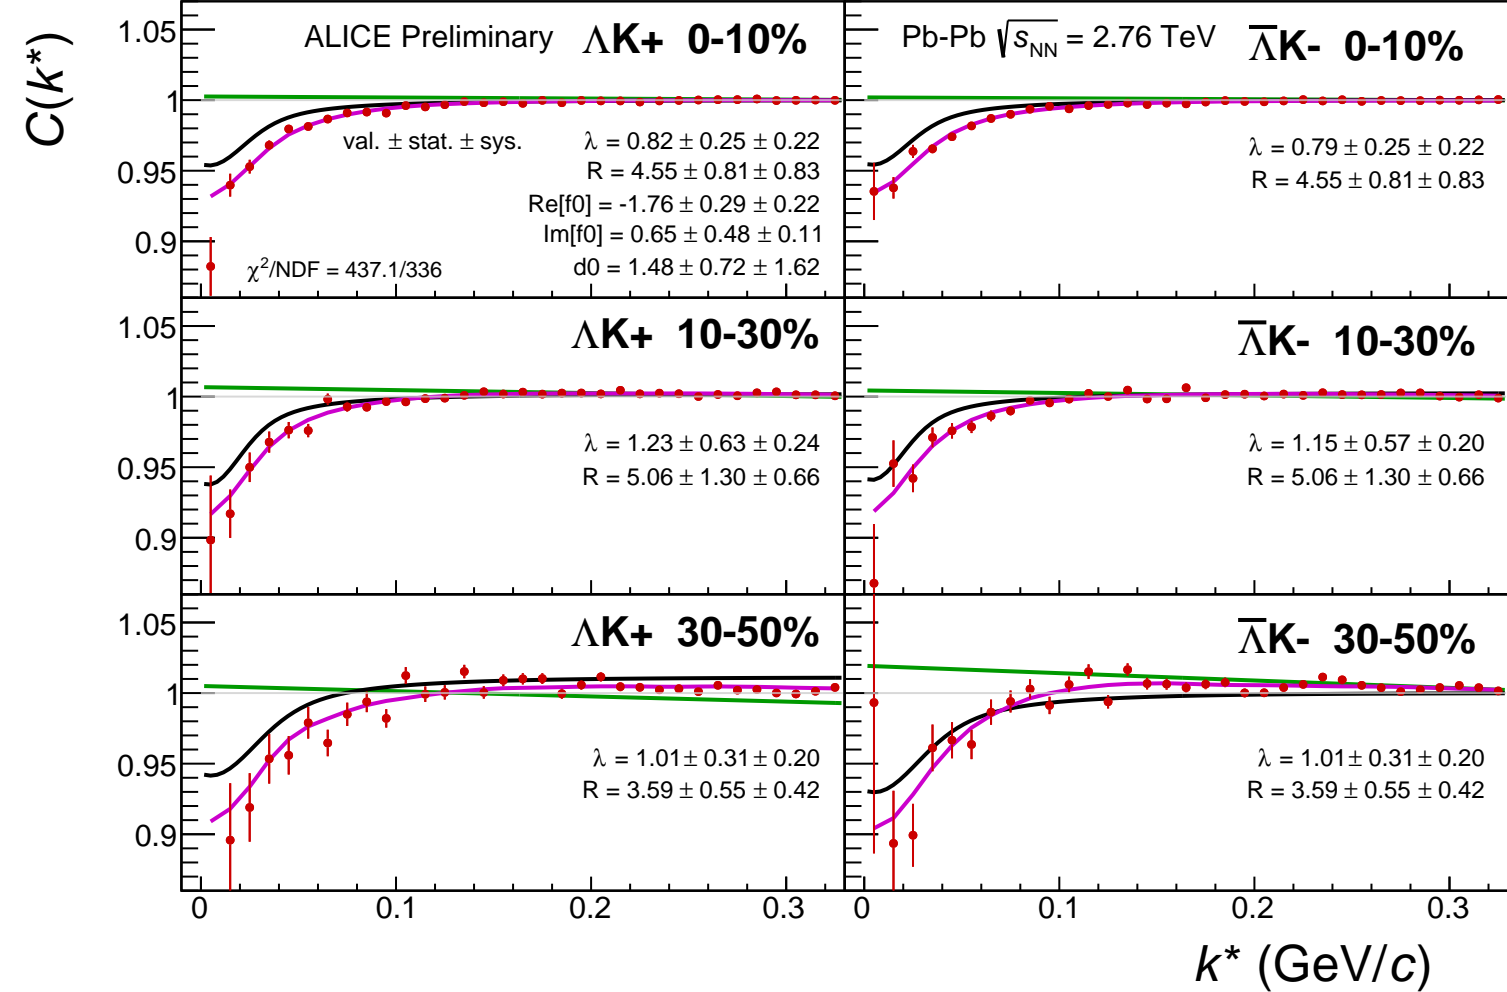 C(k*)
ALICE Preliminary ΛK+ 0-10%
1.05
1
0.95
0.9
val. ± stat. ± sys.
λ = 0.82 ± 0.25 ± 0.22
R = 4.55 ± 0.81 ± 0.83
Re[f0] = -1.76 ± 0.29 ± 0.22
Im[f0] = 0.65 ± 0.48 ± 0.11
d0 = 1.48 ± 0.72 ± 1.62
χ²/NDF = 437.1/336
Pb-Pb √s_NN = 2.76 TeV Λ̅K- 0-10%
λ = 0.79 ± 0.25 ± 0.22
R = 4.55 ± 0.81 ± 0.83
ΛK+ 10-30%
1.05
1
0.95
0.9
λ = 1.23 ± 0.63 ± 0.24
R = 5.06 ± 1.30 ± 0.66
Λ̅K- 10-30%
λ = 1.15 ± 0.57 ± 0.20
R = 5.06 ± 1.30 ± 0.66
ΛK+ 30-50%
1.05
1
0.95
0.9
λ = 1.01 ± 0.31 ± 0.20
R = 3.59 ± 0.55 ± 0.42
Λ̅K- 30-50%
λ = 1.01 ± 0.31 ± 0.20
R = 3.59 ± 0.55 ± 0.42
0 0.1 0.2 0.3
0 0.1 0.2 0.3
k* (GeV/c)